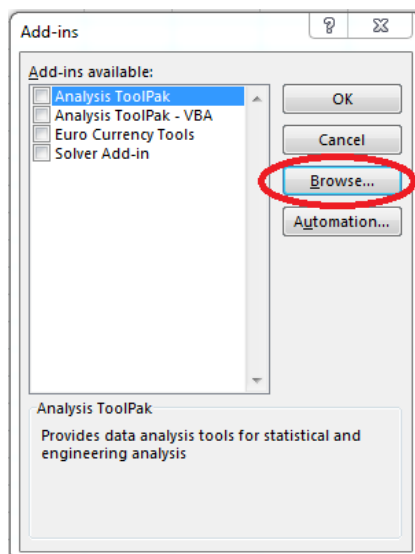 Add-ins
?
Add-ins available:
Analysis ToolPak
Analysis ToolPak - VBA
Euro Currency Tools
Solver Add-in
OK
Cancel
Browse...
Automation...
Analysis ToolPak
Provides data analysis tools for statistical and
engineering analysis